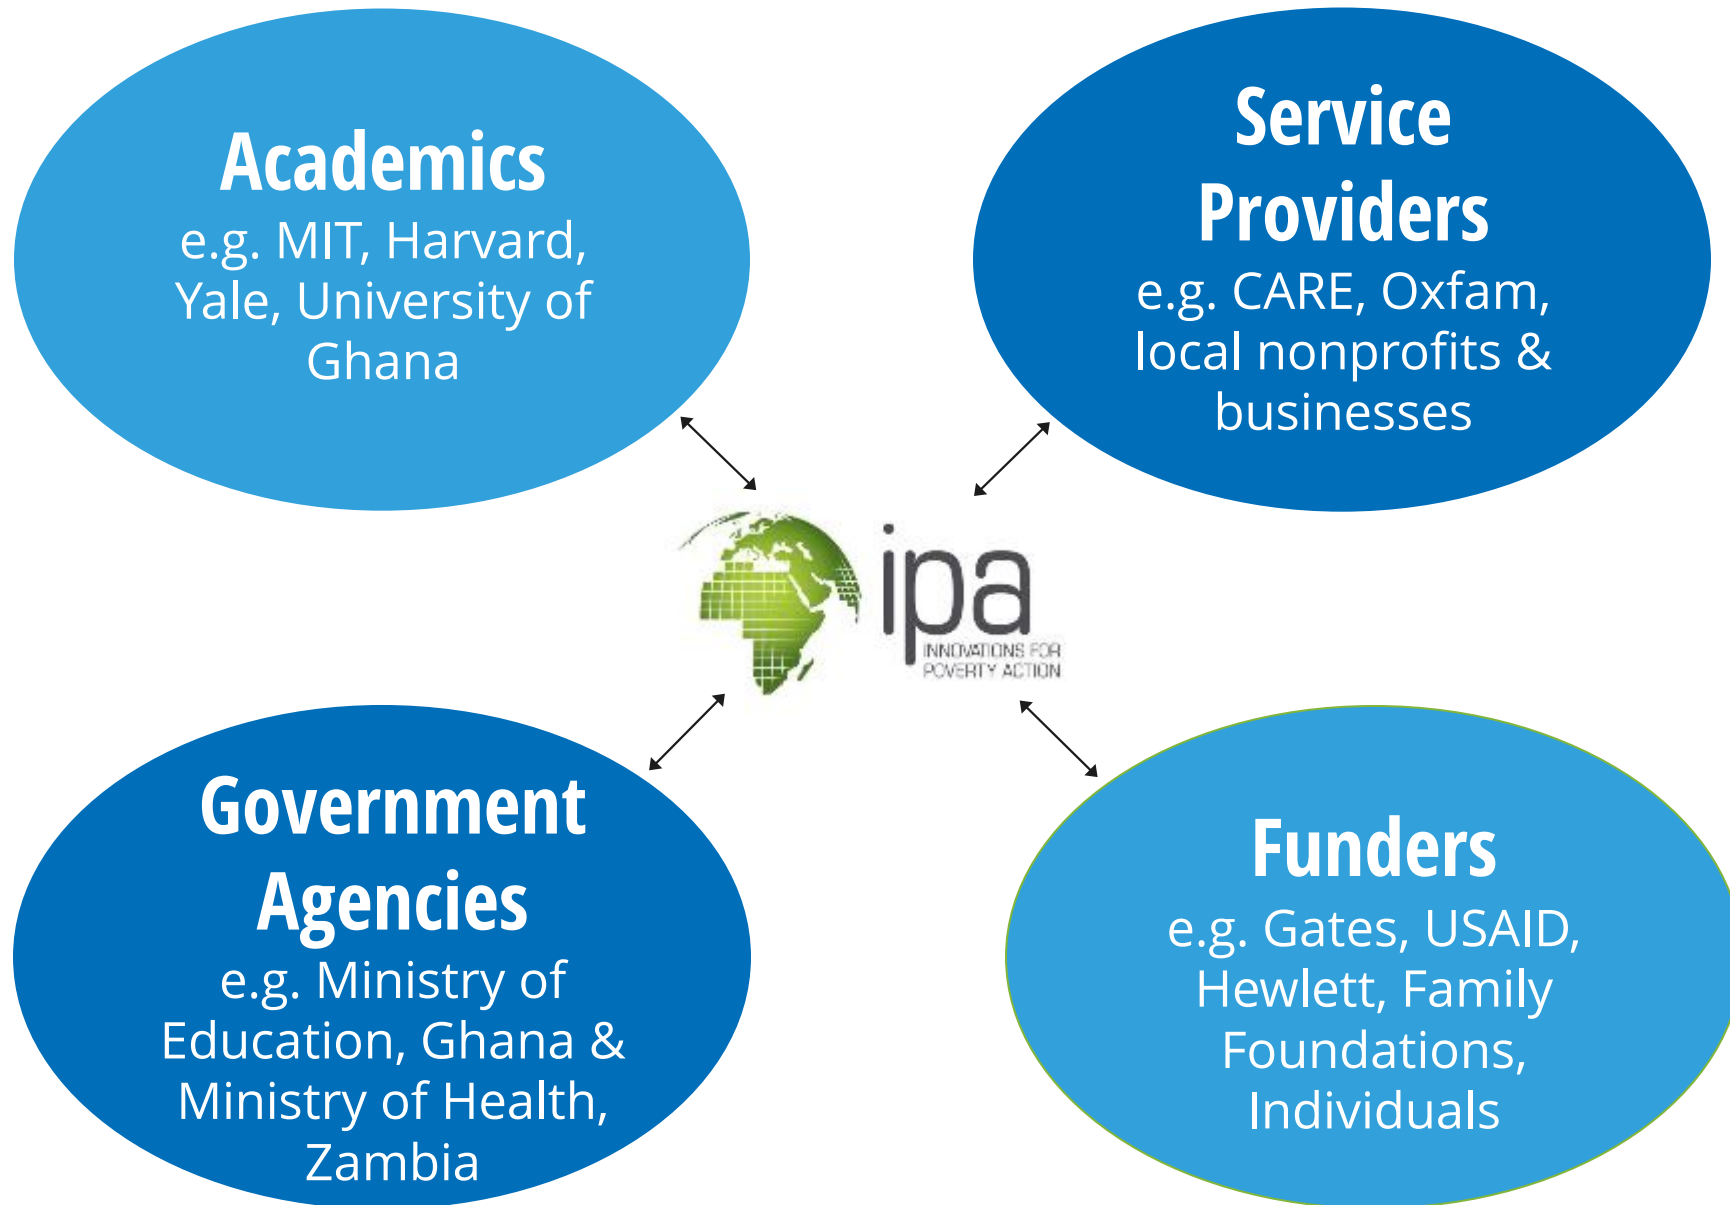 Academics
e.g. MIT, Harvard,
Yale, University of
Ghana
Service
Providers
e.g. CARE, Oxfam,
local nonprofits &
businesses
ipa
INNOVATIONS FOR
POVERTY ACTION
Government
Agencies
e.g. Ministry of
Education, Ghana &
Ministry of Health,
Zambia
Funders
e.g. Gates, USAID,
Hewlett, Family
Foundations,
Individuals